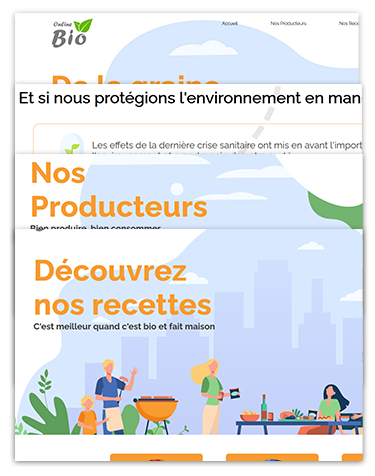 Online
Bio
Accueil Nos Producteurs Nos Rece
De la graine
Et si nous protégions l'environnement en man
Les effets de la dernière crise sanitaire ont mis en avant l'import
Nos
Producteurs
Bien produire, bien consommer
Découvrez
nos recettes
C'est meilleur quand c'est bio et fait maison